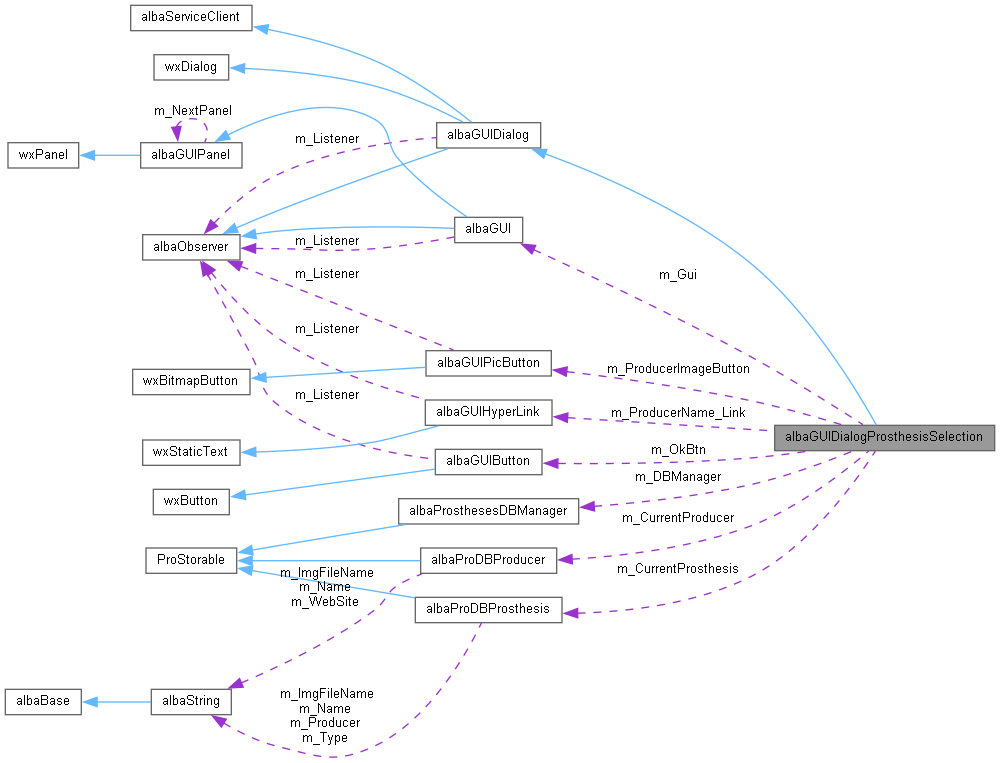 albaServiceClient
wxDialog
m_NextPanel
albaGUIDialog
m_Listener
wxPanel
albaGUIPanel
albaGUI
albaObserver
m_Listener
m_Listener
m_Gui
m_Listener
albaGUIPicButton
m_ProducerImageButton
wxBitmapButton
m_Listener
albaGUIHyperLink
m_ProducerName_Link
albaGUIDialogProsthesisSelection
wxStaticText
m_OkBtn
albaGUIButton
m_DBManager
wxButton
albaProsthesesDBManager
m_CurrentProducer
ProStorable
albaProDBProducer
m_CurrentProsthesis
m_ImgFileName
m_Name
m_WebSite
albaProDBProsthesis
albaBase
albaString
m_ImgFileName
m_Name
m_Producer
m_Type